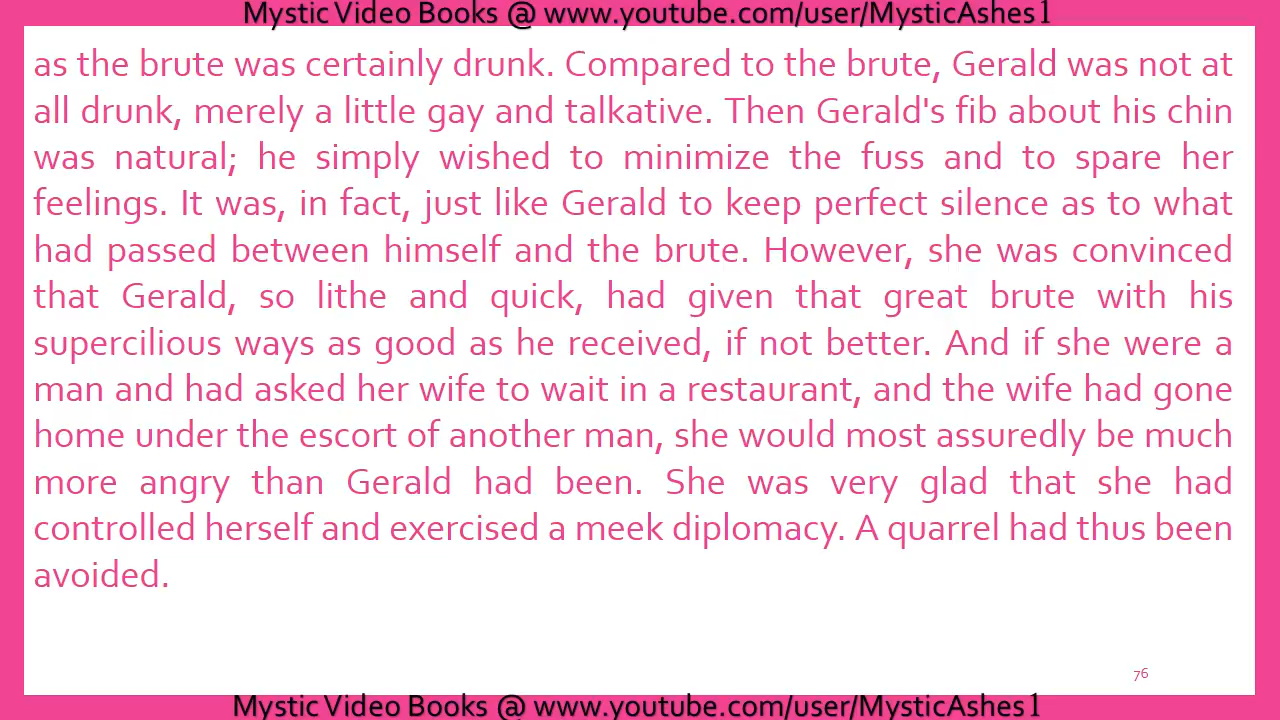 Mystic Video Books @ www.youtube.com/user/MysticAshes1
as the brute was certainly drunk. Compared to the brute, Gerald was not at
all drunk, merely a little gay and talkative. Then Gerald's fib about his chin
was natural; he simply wished to minimize the fuss and to spare her
feelings. It was, in fact, just like Gerald to keep perfect silence as to what
had passed between himself and the brute. However, she was convinced
that Gerald, so lithe and quick, had given that great brute with his
supercilious ways as good as he received, if not better. And if she were a
man and had asked her wife to wait in a restaurant, and the wife had gone
home under the escort of another man, she would most assuredly be much
more angry than Gerald had been. She was very glad that she had
controlled herself and exercised a meek diplomacy. A quarrel had thus been
avoided.
76
Mystic Video Books @ www.youtube.com/user/MysticAshes1